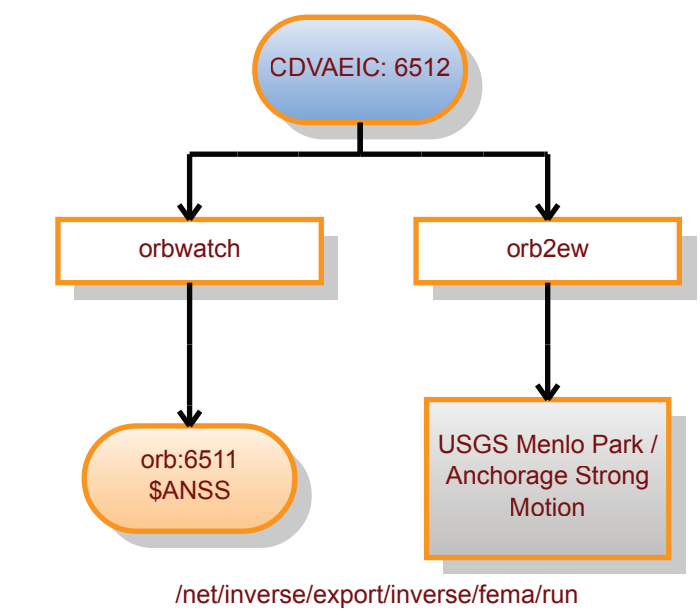 CDVAEIC: 6512
orbwatch
orb2ew
orb:6511
$ANSS
USGS Menlo Park /
Anchorage Strong
Motion
/net/inverse/export/inverse/fema/run